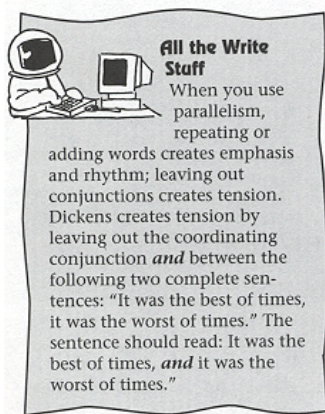 All the Write
Stuff
When you use
parallelism,
repeating or
adding words creates emphasis
and rhythm; leaving out
conjunctions creates tension.
Dickens creates tension by
leaving out the coordinating
conjunction and between the
following two complete sen-
tences: “It was the best of times,
it was the worst of times.” The
sentence should read: It was the
best of times, and it was the
worst of times.”